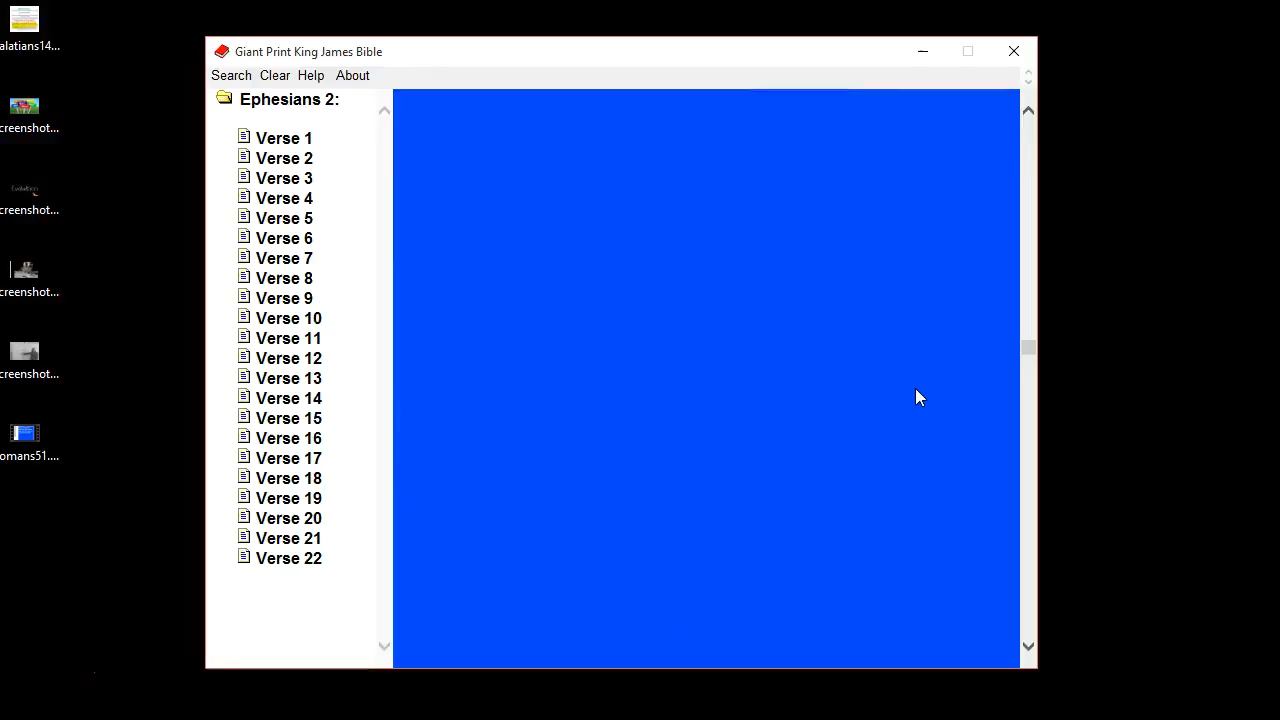 alatians14...
creenshot...
creenshot...
creenshot...
creenshot...
omans51....
Giant Print King James Bible
Search Clear Help About
Ephesians 2:
Verse 1
Verse 2
Verse 3
Verse 4
Verse 5
Verse 6
Verse 7
Verse 8
Verse 9
Verse 10
Verse 11
Verse 12
Verse 13
Verse 14
Verse 15
Verse 16
Verse 17
Verse 18
Verse 19
Verse 20
Verse 21
Verse 22